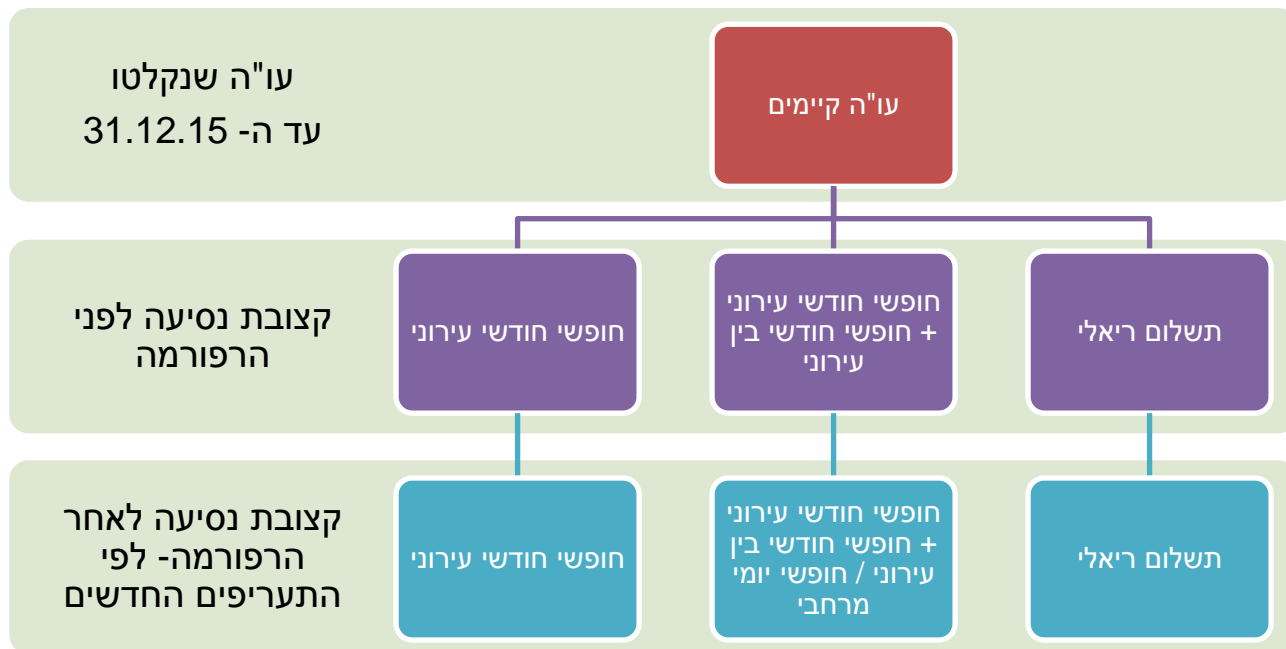 עו"ה שנקלטו
עד ה- 31.12.15
עו"ה קיימים
קצובת נסיעה לפני
הרפורמה
תשלום ריאלי
חופשי חודשי עירוני
+ חופשי חודשי בין
עירוני
חופשי חודשי עירוני
קצובת נסיעה לאחר
הרפורמה- לפי
התעריפים החדשים
תשלום ריאלי
חופשי חודשי עירוני
+ חופשי חודשי בין
עירוני / חופשי יומי
מרחבי
חופשי חודשי עירוני